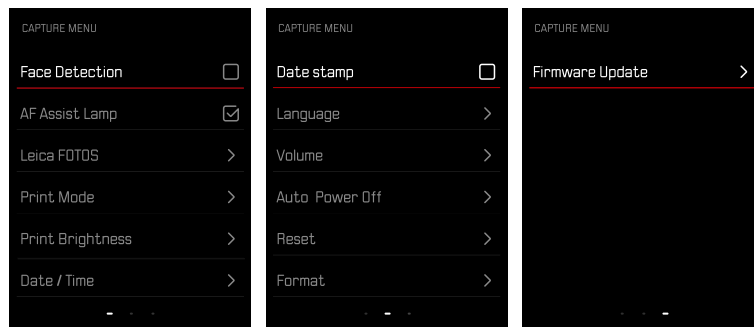 CAPTURE MENU
Face Detection
AF Assist Lamp
Leica FOTOS
Print Mode
Print Brightness
Date / Time
CAPTURE MENU
Date stamp
Language
Volume
Auto Power Off
Reset
Format
CAPTURE MENU
Firmware Update